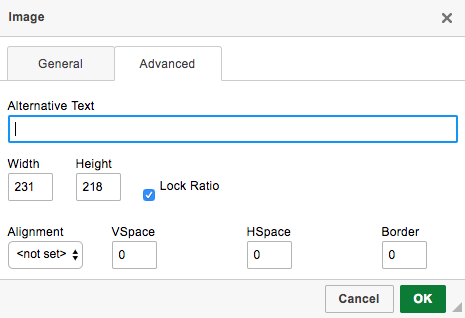 Image
General Advanced
Alternative Text
Width Height
231 218 Lock Ratio
Alignment VSpace HSpace Border
<not set> 0 0 0
Cancel OK